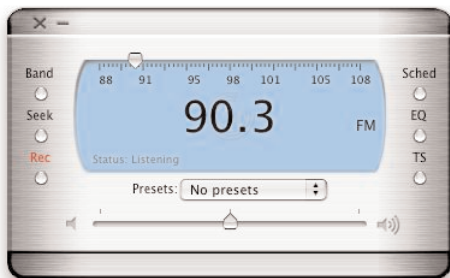 Band
Seek
Rec
88 91 95 98 101 105 108
90.3
FM
Status: Listening
Sched
EQ
TS
Presets: No presets